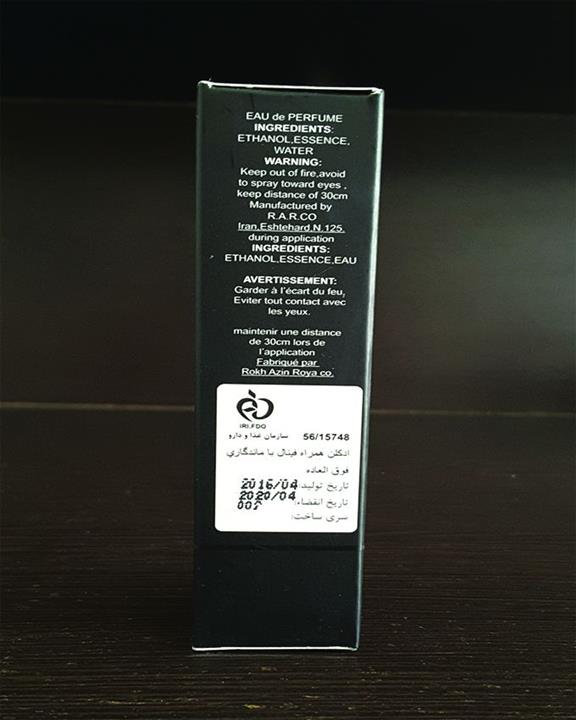 EAU de PERFUME
INGREDIENTS:
ETHANOL,ESSENCE,
WATER
WARNING:
Keep out of fire,avoid
to spray toward eyes ,
keep distance of 30cm
Manufactured by
R.A.R.CO
Iran,Eshtehard,N.125
during application
INGREDIENTS:
ETHANOL,ESSENCE,EAU
AVERTISSEMENT:
Garder à l'écart du feu,
Eviter tout contact avec
les yeux.
maintenir une distance
de 30cm lors de
l'application
Fabriqué par
Rokh Azin Roya co.
IRI.FDO
سازمان غذا و دارو 56/15748
ادکلن همراه فینال با ماندگاری
فوق العاده
تاریخ تولید: 2016/04
تاریخ انقضاء: 2020/04
سری ساخت: